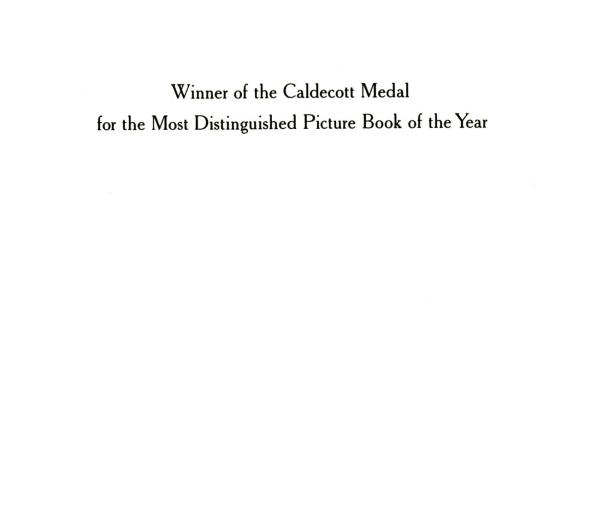 Winner of the Caldecott Medal
for the Most Distinguished Picture Book of the Year